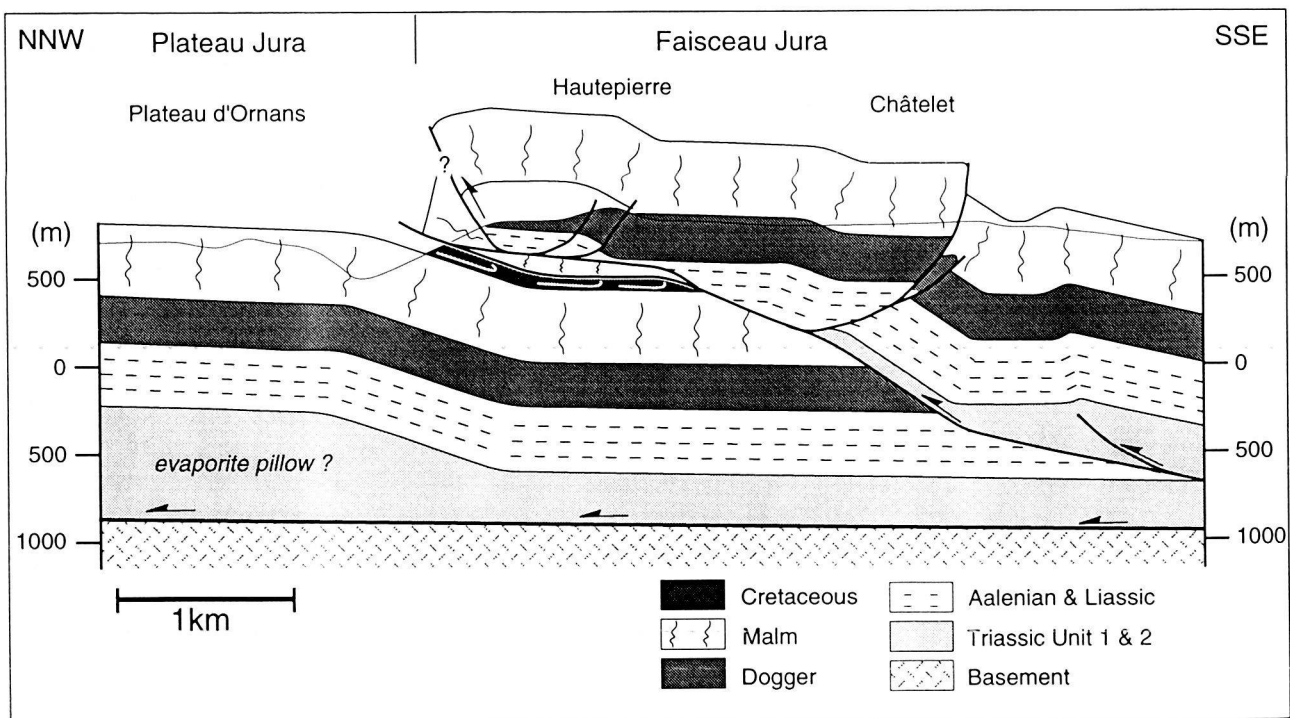 NNW Plateau Jura Faisceau Jura SSE
Hautepierre
Plateau d'Ornans Châtelet
?
(m) (m)
500 500
0 0
evaporite pillow ?
500 500
1000 1000
1km
Cretaceous Aalenian & Liassic
Malm Triassic Unit 1 & 2
Dogger Basement